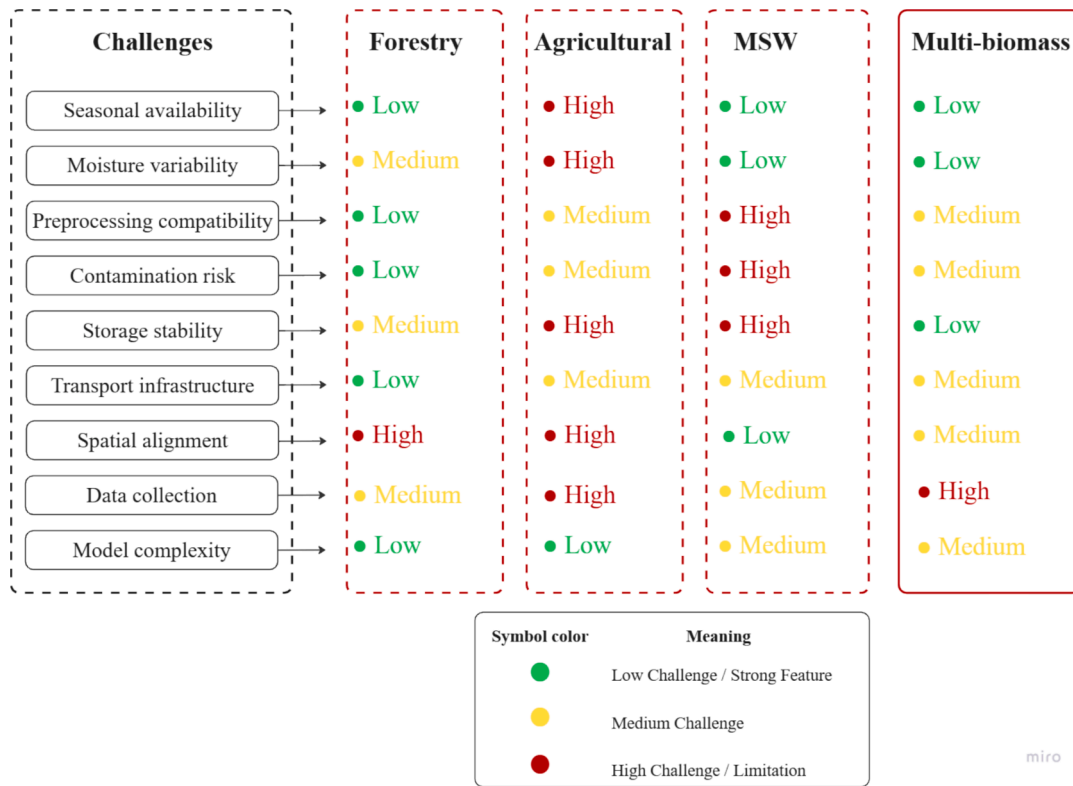 Challenges Forestry Agricultural MSW Multi-biomass
Seasonal availability Low High Low Low
Moisture variability Medium High Low Low
Preprocessing compatibility Low Medium High Medium
Contamination risk Low Medium High Medium
Storage stability Medium High High Low
Transport infrastructure Low Medium Medium Medium
Spatial alignment High High Low Medium
Data collection Medium High Medium High
Model complexity Low Low Medium Medium
Symbol color Meaning
Low Challenge / Strong Feature
Medium Challenge
High Challenge / Limitation
miro